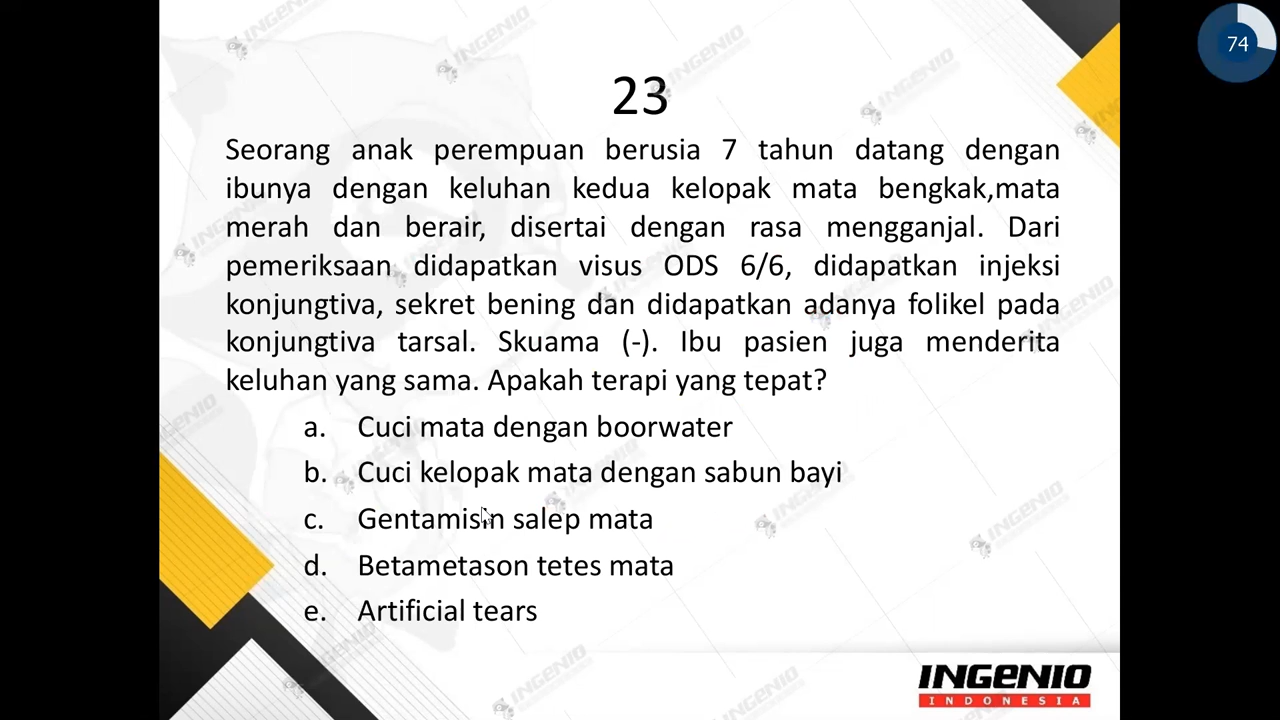 74
23
Seorang anak perempuan berusia 7 tahun datang dengan
ibunya dengan keluhan kedua kelopak mata bengkak,mata
merah dan berair, disertai dengan rasa mengganjal. Dari
pemeriksaan didapatkan visus ODS 6/6, didapatkan injeksi
konjungtiva, sekret bening dan didapatkan adanya folikel pada
konjungtiva tarsal. Skuama (-). Ibu pasien juga menderita
keluhan yang sama. Apakah terapi yang tepat?
a. Cuci mata dengan boorwater
b. Cuci kelopak mata dengan sabun bayi
c. Gentamisin salep mata
d. Betametason tetes mata
e. Artificial tears
INGENIO
INDONESIA